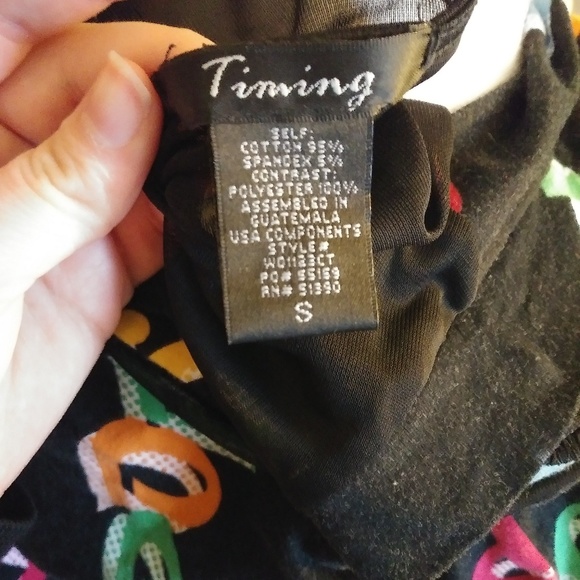 Timing
SELF:
COTTON 95%
SPANDEX 5%
CONTRAST:
POLYESTER 100%
ASSEMBLED IN
GUATEMALA
USA COMPONENTS
STYLE#
WO1123CT
PO# 55159
RN# 51390
S